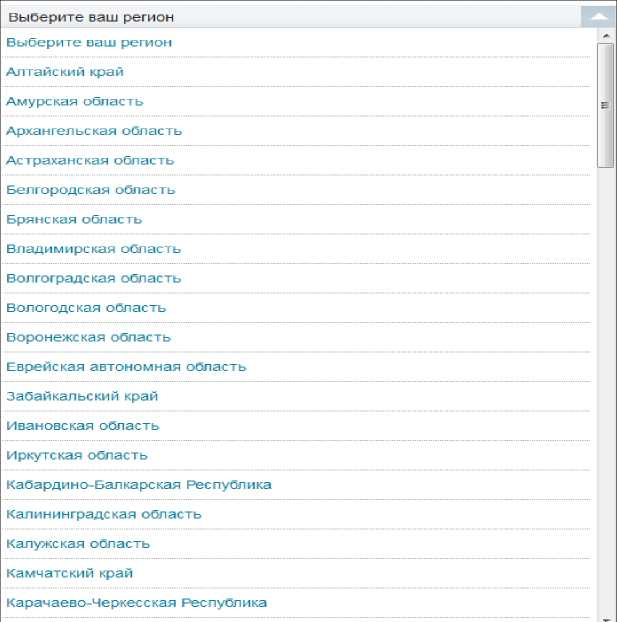 Выберите ваш регион
Выберите ваш регион
Алтайский край
Амурская область
Архангельская область
Астраханская область
Белгородская область
Брянская область
Владимирская область
Волгоградская область
Вологодская область
Воронежская область
Еврейская автономная область
Забайкальский край
Ивановская область
Иркутская область
Кабардино-Балкарская Республика
Калининградская область
Калужская область
Камчатский край
Карачаево-Черкесская Республика